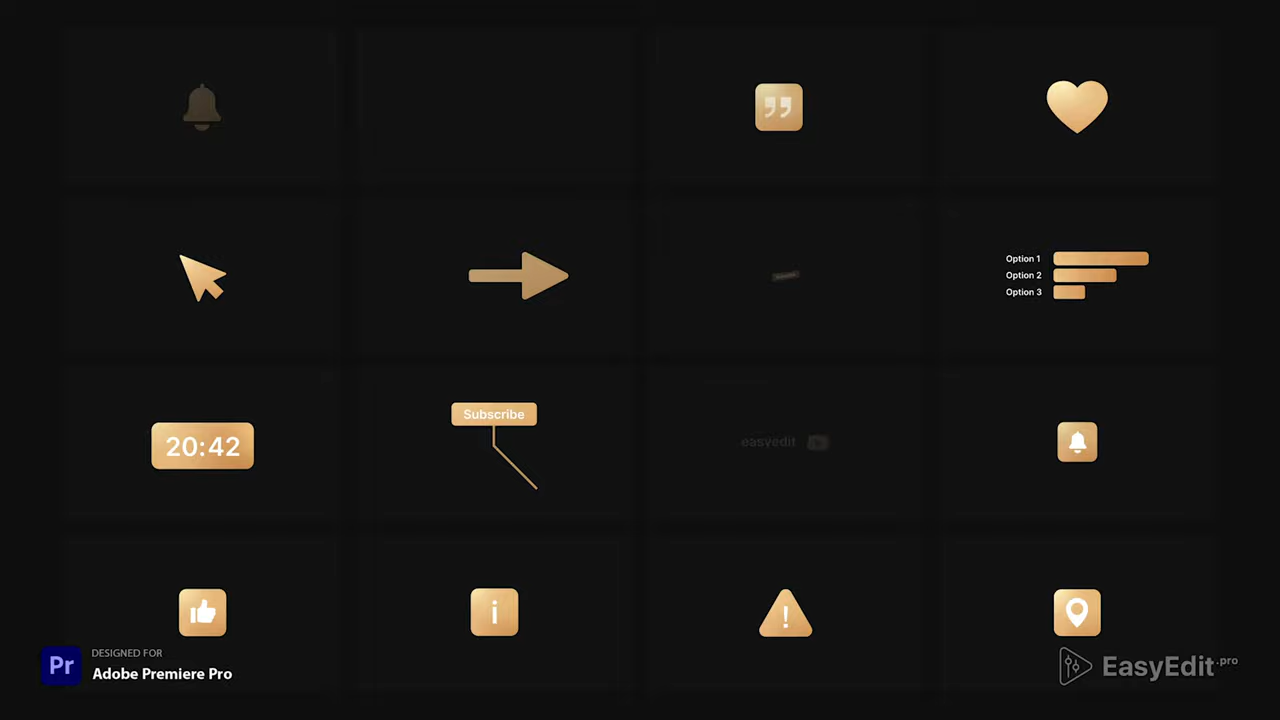 Option 1
Option 2
Option 3
20:42
Subscribe
easyedit
i
!
Pr
DESIGNED FOR
Adobe Premiere Pro
EasyEdit.pro